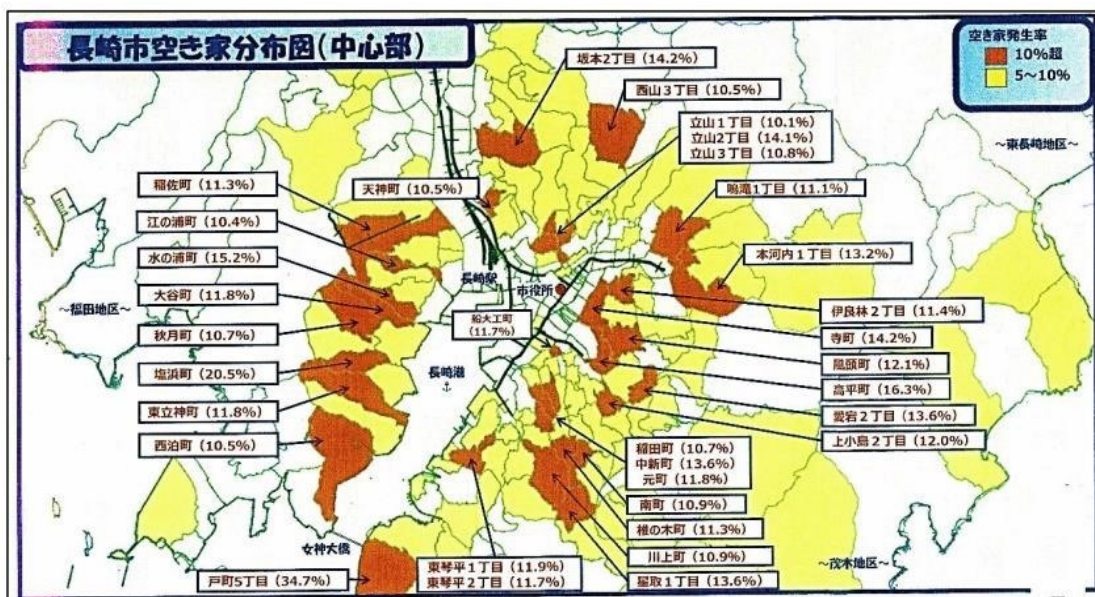 長崎市空き家分布図(中心部)
空き家発生率
10%超
5～10%
坂本2丁目（14.2%）
西山3丁目（10.5%）
立山1丁目（10.1%）
立山2丁目（14.1%）
立山3丁目（10.8%）
～東長崎地区～
稲佐町（11.3%）
天神町（10.5%）
鳴滝1丁目（11.1%）
江の浦町（10.4%）
水の浦町（15.2%）
本河内1丁目（13.2%）
長崎駅
市役所
大谷町（11.8%）
～福田地区～
船大工町
（11.7%）
伊良林2丁目（11.4%）
秋月町（10.7%）
寺町（14.2%）
風頭町（12.1%）
塩浜町（20.5%）
長崎港
高平町（16.3%）
東立神町（11.8%）
愛宕2丁目（13.6%）
上小島2丁目（12.0%）
西泊町（10.5%）
稲田町（10.7%）
中新町（13.6%）
元町（11.8%）
南町（10.9%）
椎の木町（11.3%）
女神大橋
川上町（10.9%）
～茂木地区～
戸町5丁目（34.7%）
東琴平1丁目（11.9%）
東琴平2丁目（11.7%）
星取1丁目（13.6%）